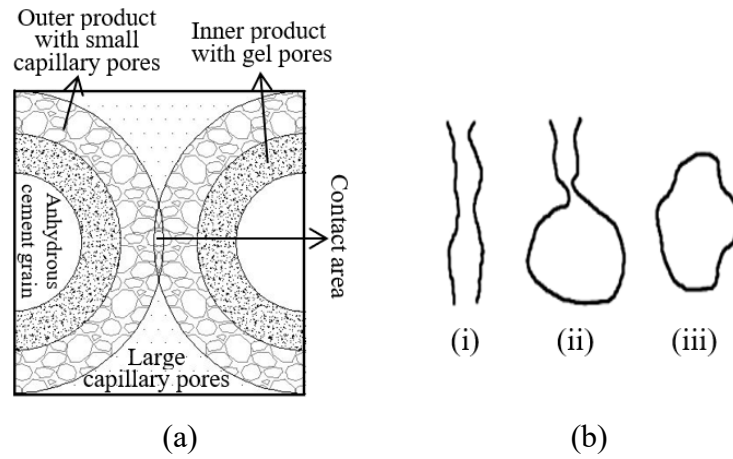 Outer product
with small
capillary pores
Inner product
with gel pores
Anhydrous
cement grain
Contact area
Large
capillary pores
(a)
(i)
(ii)
(iii)
(b)